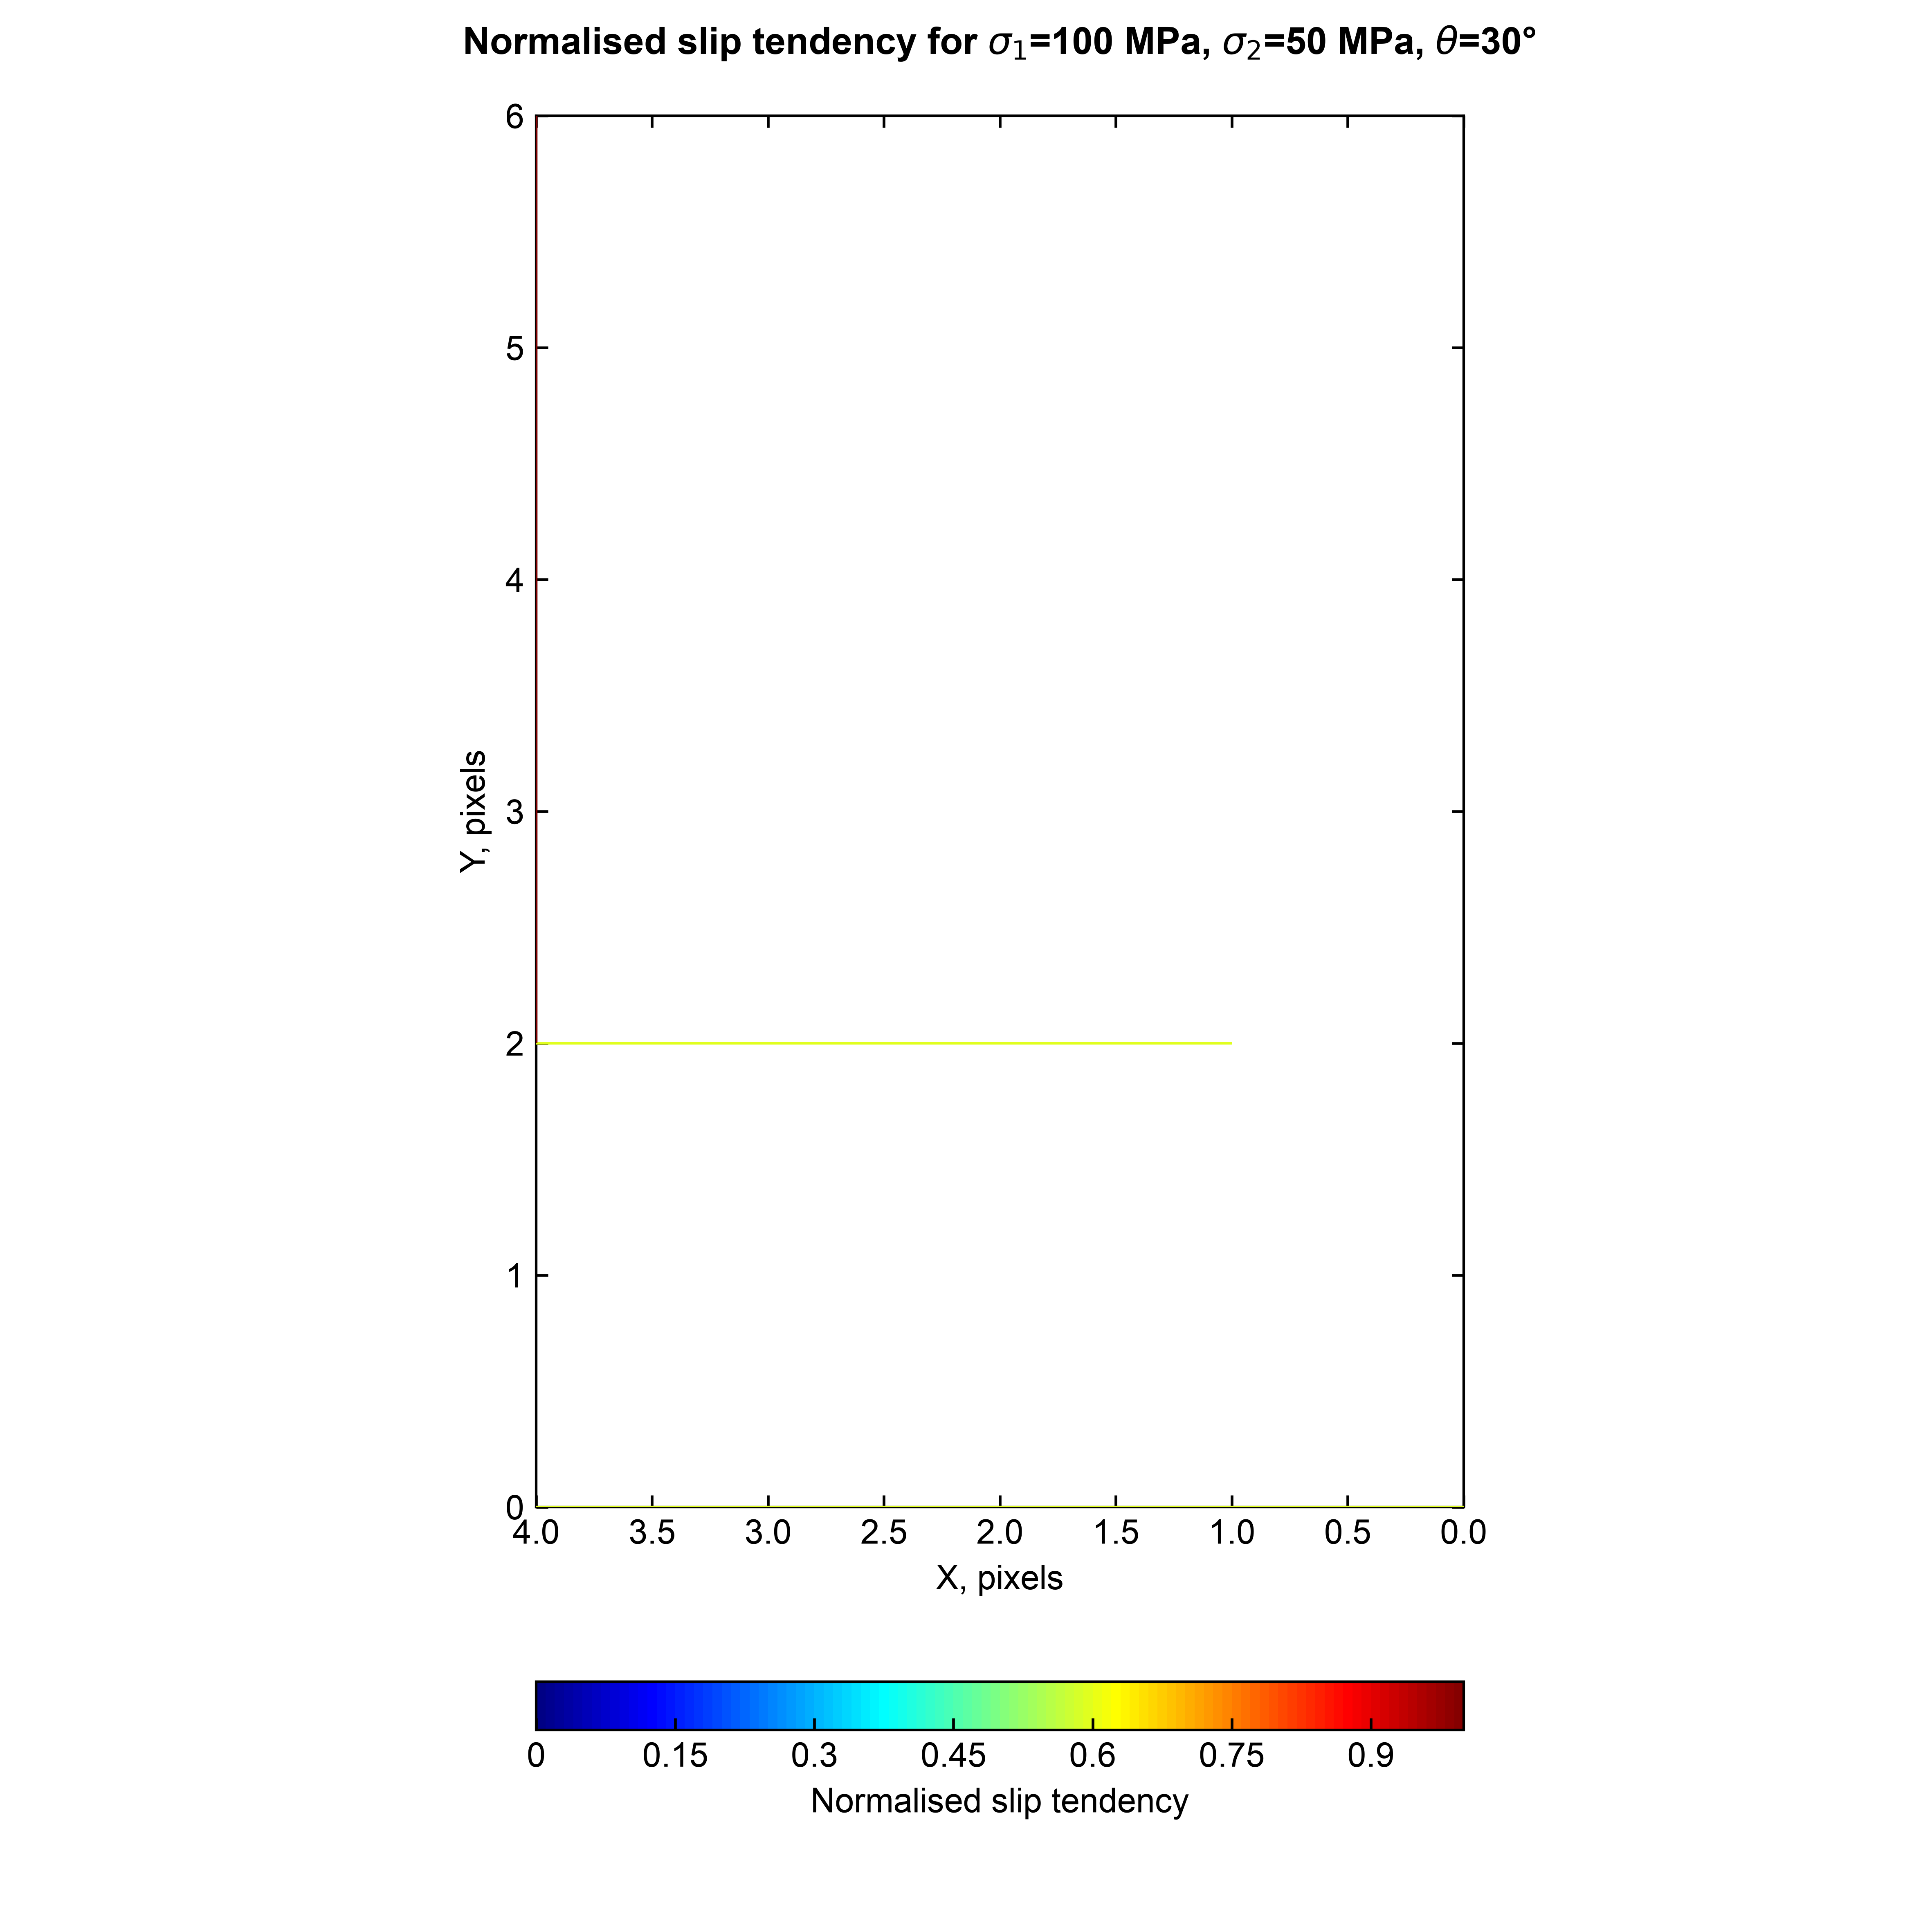 Normalised slip tendency for σ1=100 MPa, σ2=50 MPa, θ=30°
6
5
4
3
2
1
0
Y, pixels
4.0 3.5 3.0 2.5 2.0 1.5 1.0 0.5 0.0
X, pixels
0 0.15 0.3 0.45 0.6 0.75 0.9
Normalised slip tendency